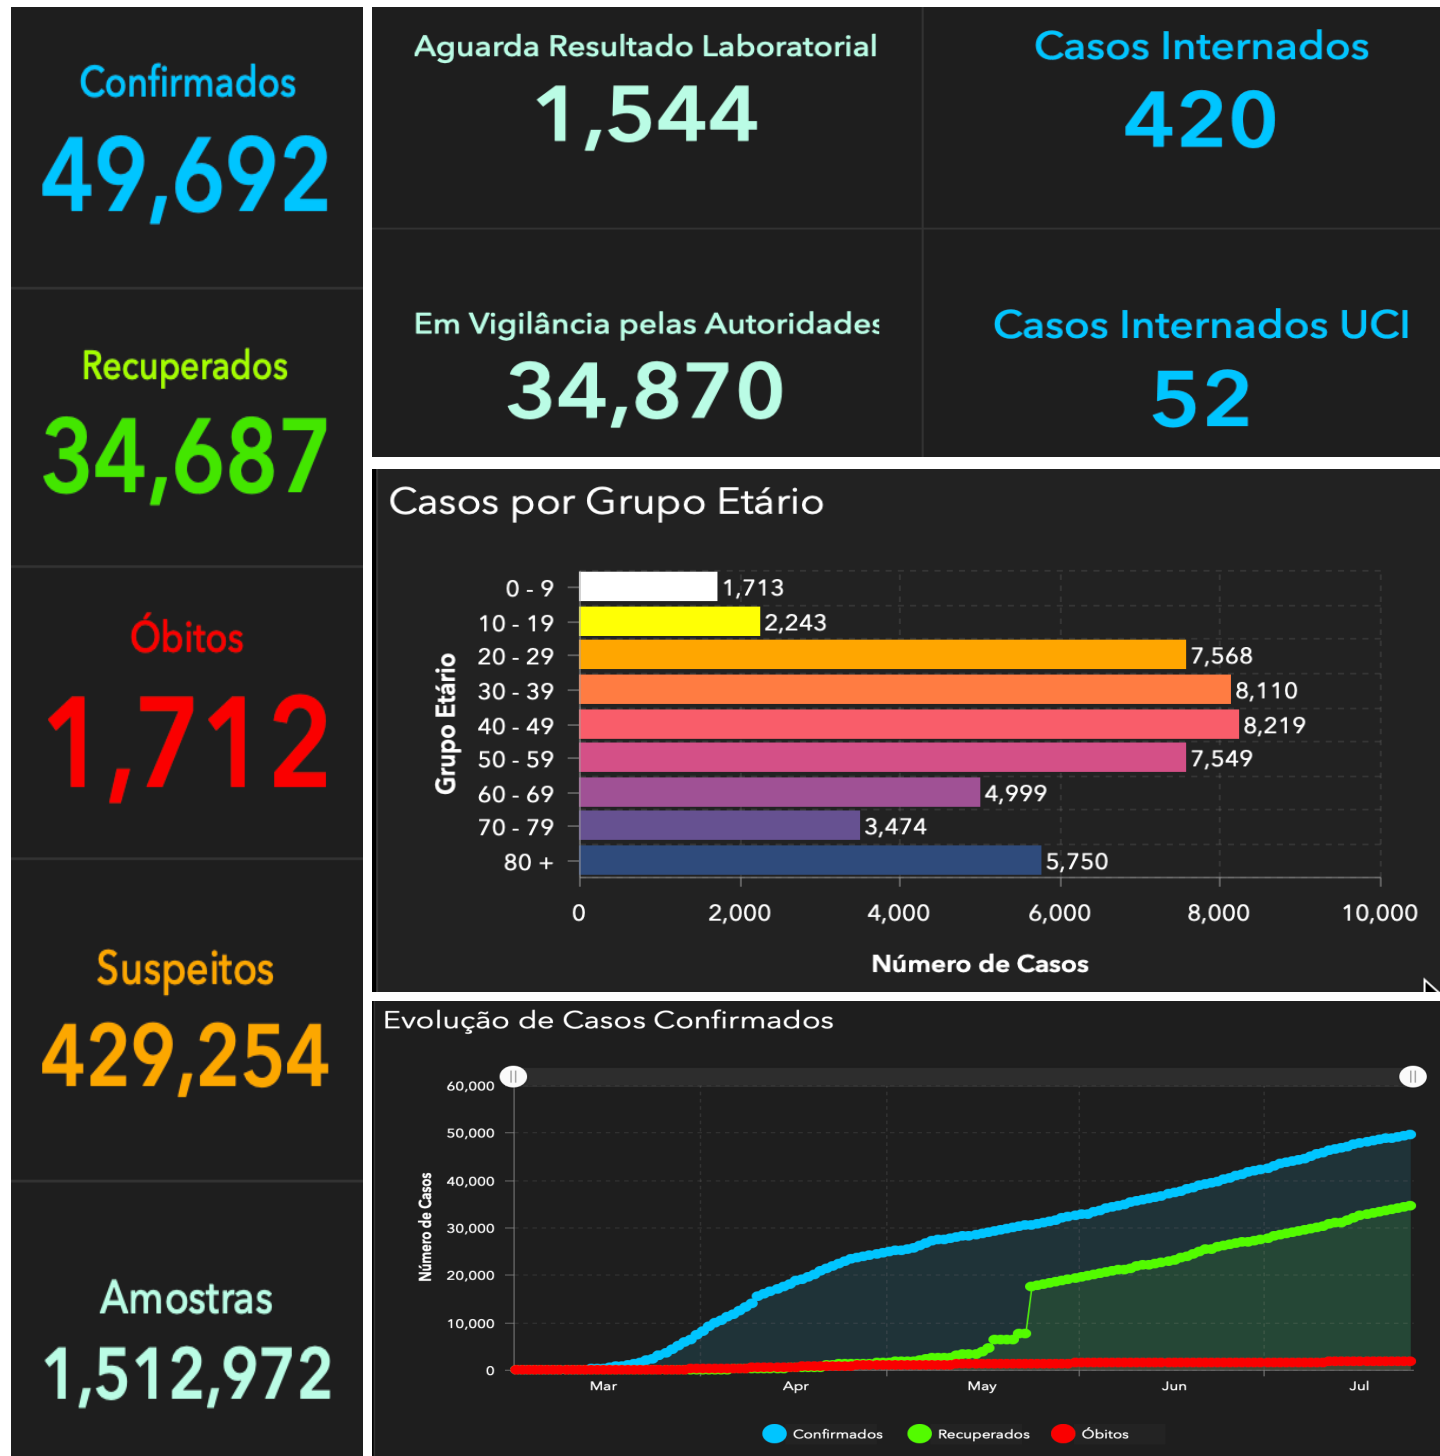 Confirmados
49,692
Recuperados
34,687
Óbitos
1,712
Suspeitos
429,254
Amostras
1,512,972
Aguarda Resultado Laboratorial
1,544
Casos Internados
420
Em Vigilância pelas Autoridades
34,870
Casos Internados UCI
52
Casos por Grupo Etário
Grupo Etário
0 - 9 1,713
10 - 19 2,243
20 - 29 7,568
30 - 39 8,110
40 - 49 8,219
50 - 59 7,549
60 - 69 4,999
70 - 79 3,474
80 + 5,750
0 2,000 4,000 6,000 8,000 10,000
Número de Casos
Evolução de Casos Confirmados
Número de Casos
60,000
50,000
40,000
30,000
20,000
10,000
0
Mar Apr May Jun Jul
Confirmados Recuperados Óbitos